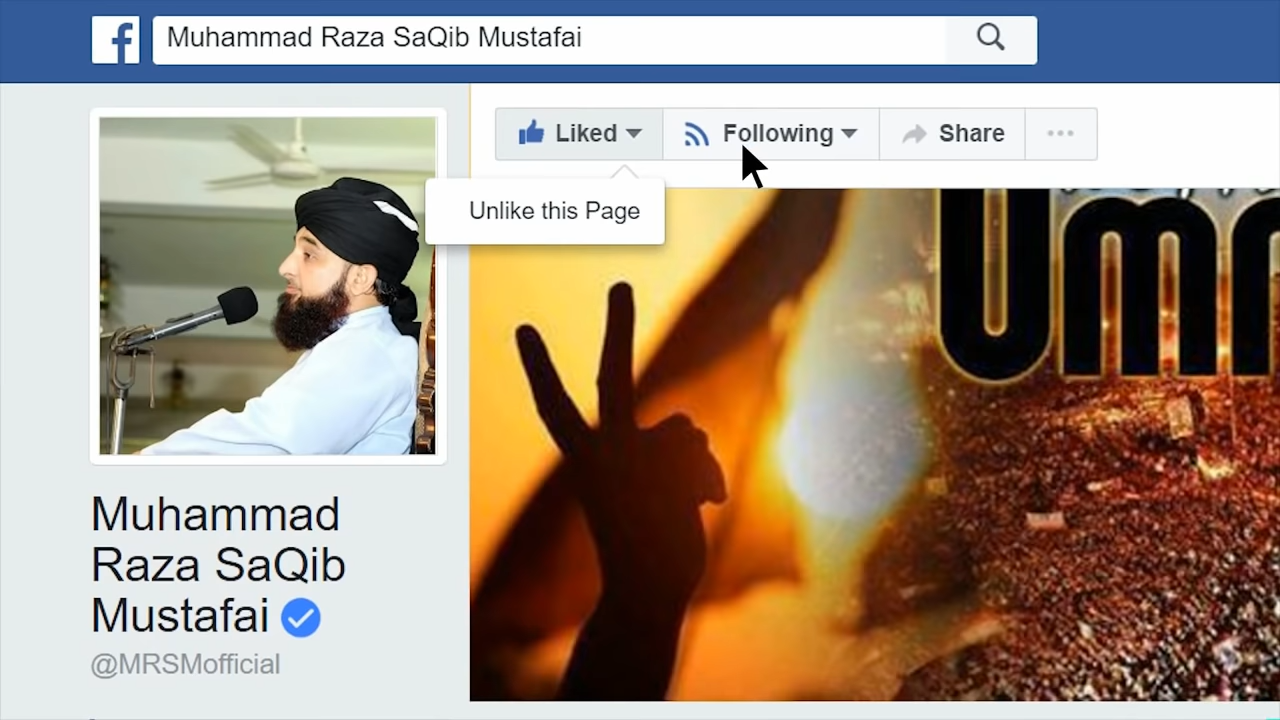 Muhammad Raza SaQib Mustafai
Liked
Following
Share
Unlike this Page
Muhammad
Raza SaQib
Mustafai
@MRSMofficial